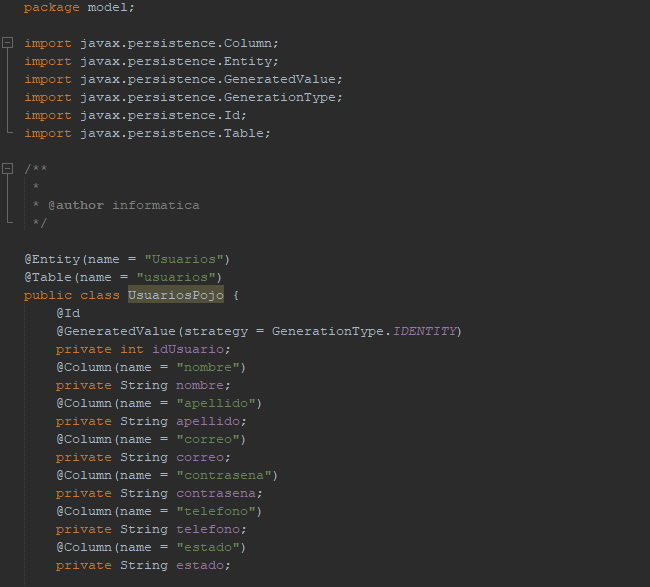 package model;
import javax.persistence.Column;
import javax.persistence.Entity;
import javax.persistence.GeneratedValue;
import javax.persistence.GenerationType;
import javax.persistence.Id;
import javax.persistence.Table;
/**
 *
 * @author informatica
 */
@Entity(name = "Usuarios")
@Table(name = "usuarios")
public class UsuariosPojo {
    @Id
    @GeneratedValue(strategy = GenerationType.IDENTITY)
    private int idUsuario;
    @Column(name = "nombre")
    private String nombre;
    @Column(name = "apellido")
    private String apellido;
    @Column(name = "correo")
    private String correo;
    @Column(name = "contrasena")
    private String contrasena;
    @Column(name = "telefono")
    private String telefono;
    @Column(name = "estado")
    private String estado;